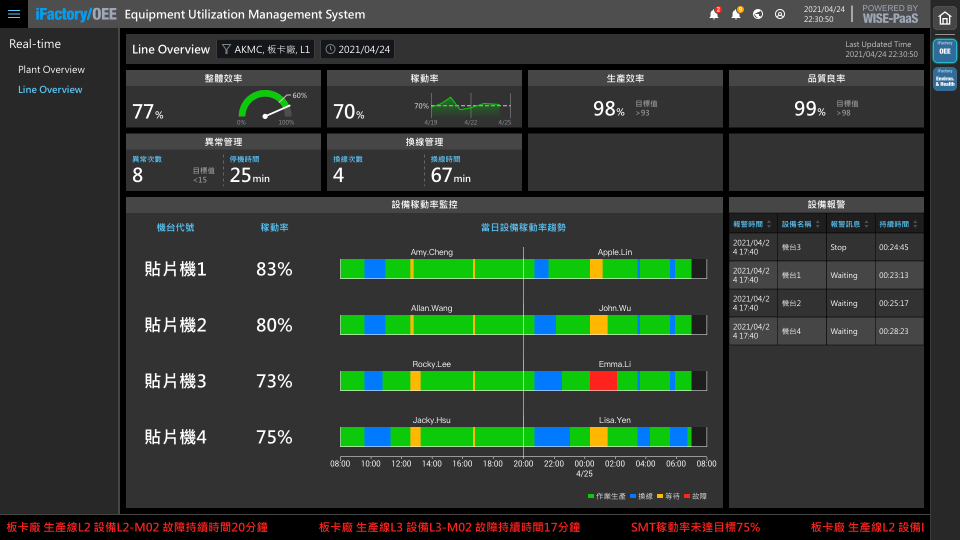 iFactory/OEE Equipment Utilization Management System
2
5
2021/04/24
22:30:50
POWERED BY
WISE-PaaS
Real-time
Plant Overview
Line Overview
iFactory
OEE
iFactory
Environ.
& Health
Line Overview
AKMC, 板卡廠, L1
2021/04/24
Last Updated Time
2021/04/24 22:30:50
整體效率
77%
60%
0%
100%
稼動率
70%
70%
4/19 4/22 4/25
生產效率
98%
目標值
>93
品質良率
99%
目標值
>98
異常管理
異常次數
8
目標值
<15
停機時間
25min
換線管理
換線次數
4
換線時間
67min
設備稼動率監控
機台代號 稼動率 當日設備稼動率趨勢
Amy.Cheng Apple.Lin
貼片機1 83%
Allan.Wang John.Wu
貼片機2 80%
Rocky.Lee Emma.Li
貼片機3 73%
Jacky.Hsu Lisa.Yen
貼片機4 75%
08:00 10:00 12:00 14:00 16:00 18:00 20:00 22:00 00:00 02:00 04:00 06:00 08:00
4/25
作業生產 換線 等待 故障
設備報警
報警時間 設備名稱 報警訊息 持續時間
2021/04/2
4 17:40
機台3 Stop 00:24:45
2021/04/2
4 17:40
機台1 Waiting 00:23:13
2021/04/2
4 17:40
機台2 Waiting 00:25:17
2021/04/2
4 17:40
機台4 Waiting 00:28:23
板卡廠 生產線L2 設備L2-M02 故障持續時間20分鐘 板卡廠 生產線L3 設備L3-M02 故障持續時間17分鐘 SMT稼動率未達目標75% 板卡廠 生產線L2 設備